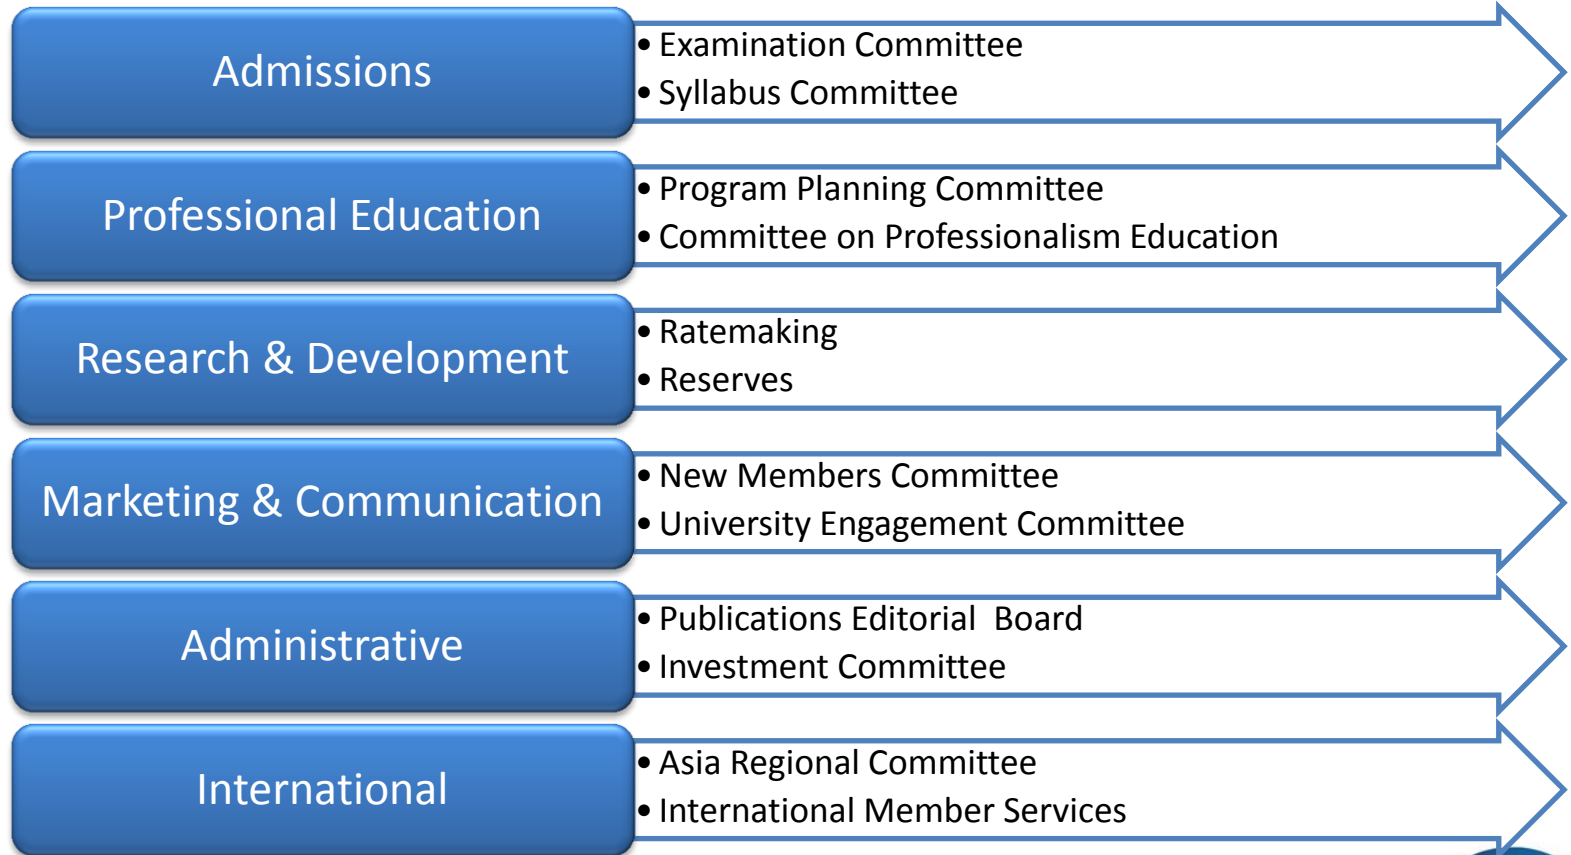 Admissions
• Examination Committee
• Syllabus Committee
Professional Education
• Program Planning Committee
• Committee on Professionalism Education
Research & Development
• Ratemaking
• Reserves
Marketing & Communication
• New Members Committee
• University Engagement Committee
Administrative
• Publications Editorial  Board
• Investment Committee
International
• Asia Regional Committee
• International Member Services